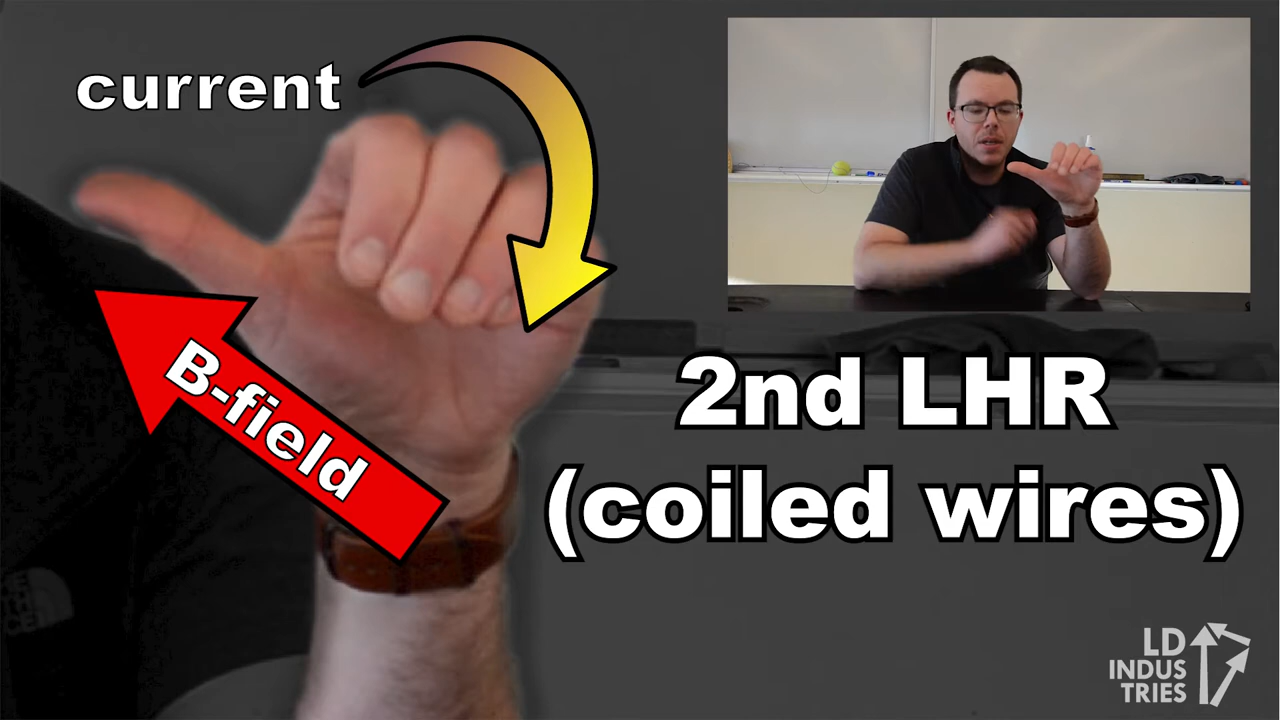 current
B-field
2nd LHR
(coiled wires)
LD
INDUS
TRIES